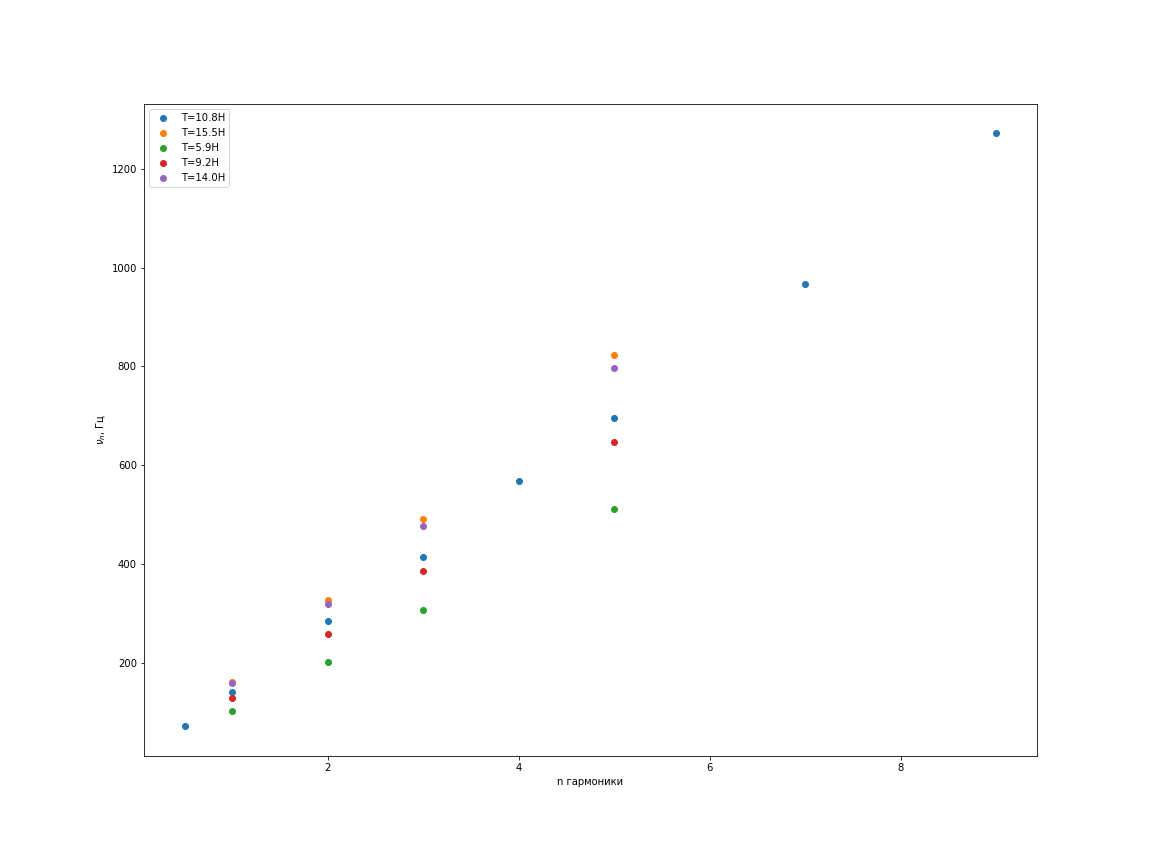 T=10.8H
T=15.5H
T=5.9H
T=9.2H
T=14.0H
1200
1000
800
600
400
200
νₙ, Гц
2 4 6 8
n гармоники